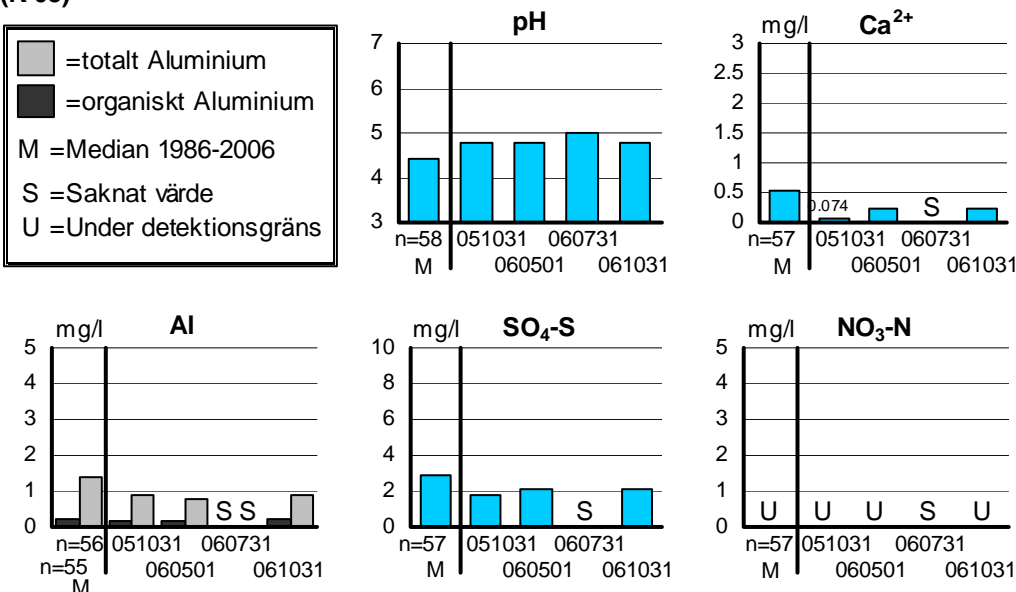 =totalt Aluminium
=organiskt Aluminium
M =Median 1986-2006
S =Saknat värde
U =Under detektionsgräns
pH
7
6
5
4
3
n=58 051031 060731
M 060501 061031
mg/l Ca2+
3
2.5
2
1.5
1
0.5
0
0.074
S
n=57 051031 060731
M 060501 061031
mg/l Al
5
4
3
2
1
0
S S
n=56 051031 060731
n=55 060501 061031
M
mg/l SO4-S
10
8
6
4
2
0
S
n=57 051031 060731
M 060501 061031
mg/l NO3-N
5
4
3
2
1
0
U U U S U
n=57 051031 060731
M 060501 061031